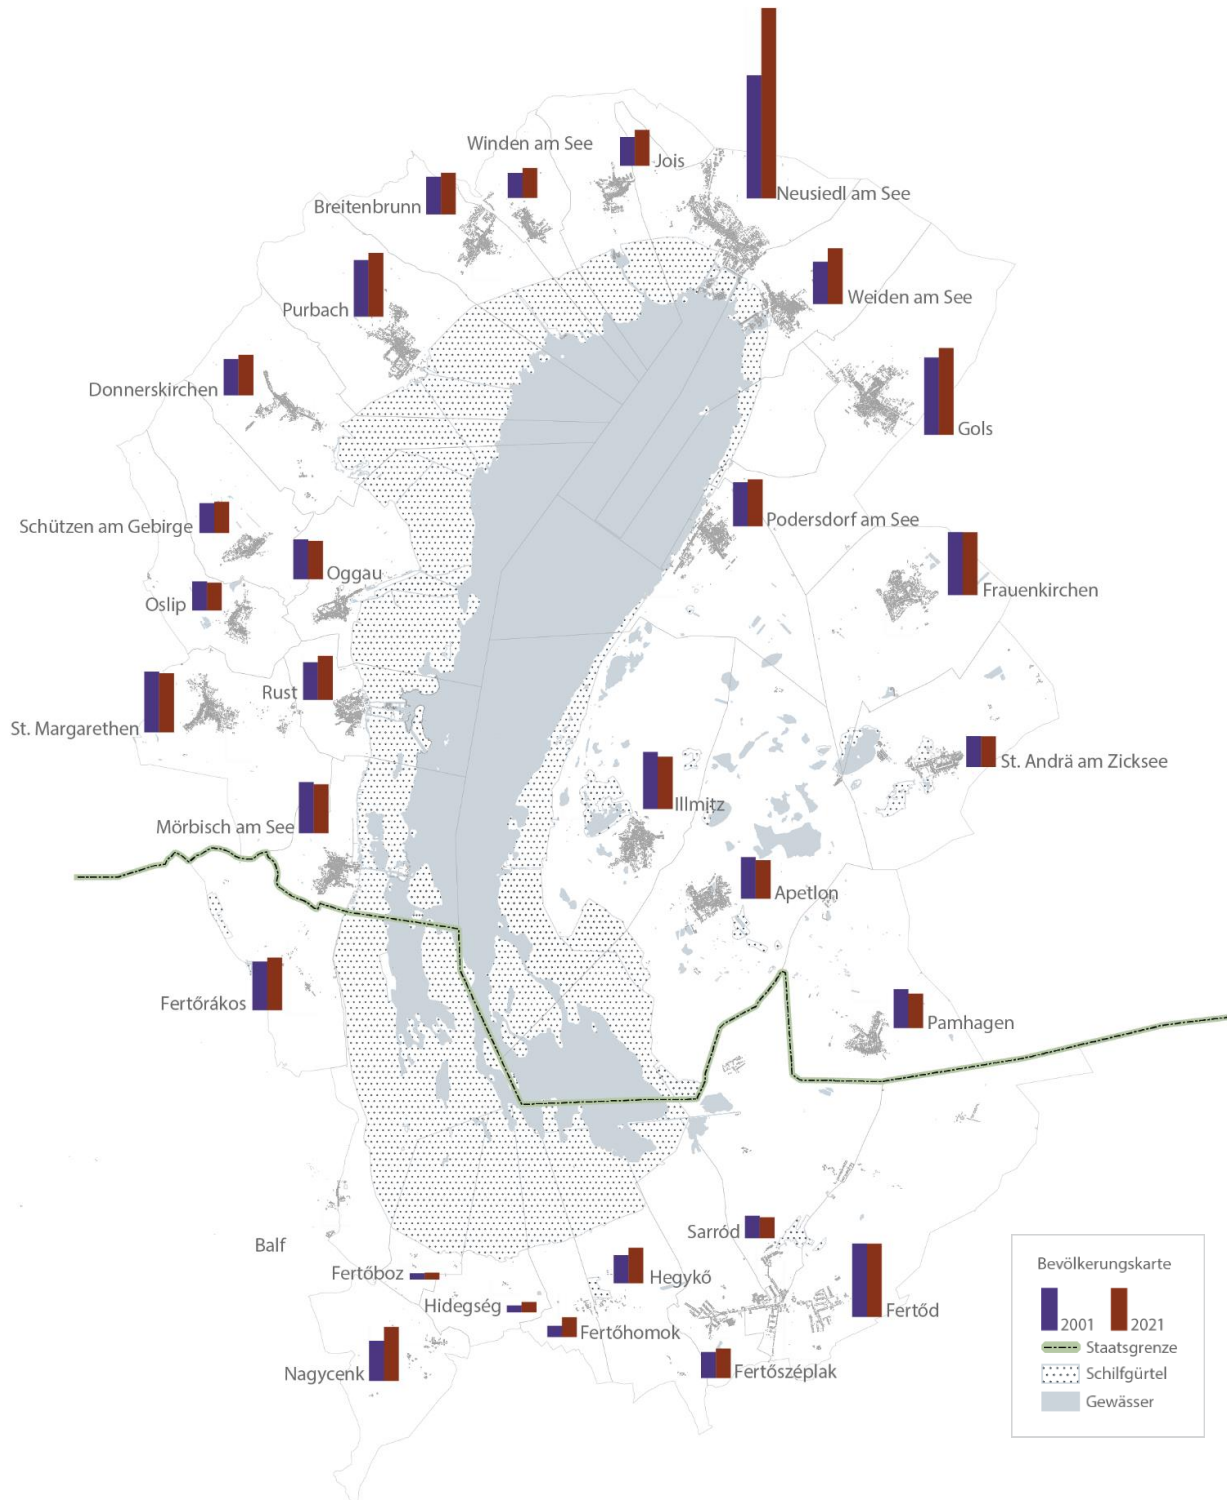 Winden am See
Jois
Neusiedl am See
Breitenbrunn
Weiden am See
Purbach
Donnerskirchen
Gols
Podersdorf am See
Schützen am Gebirge
Oggau
Frauenkirchen
Oslip
Rust
St. Margarethen
St. Andrä am Zicksee
Illmitz
Mörbisch am See
Apetlon
Fertőrákos
Pamhagen
Sarród
Balf
Fertőboz
Hegykő
Hidegség
Fertőd
Fertőhomok
Nagycenk
Fertőszéplak
Bevölkerungskarte
2001 2021
Staatsgrenze
Schilfgürtel
Gewässer